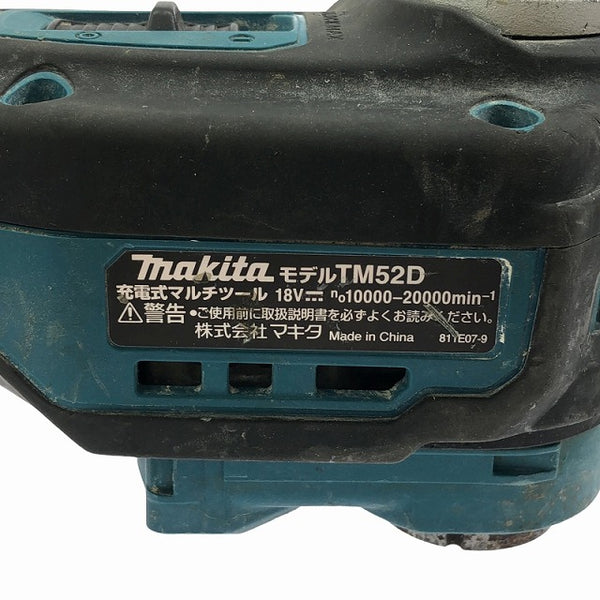 makita モデルTM52D
充電式マルチツール 18V⎓ n₀10000-20000min⁻¹
⚠警告 •ご使用前に取扱説明書を必ずよくお読みください。
株式会社マキタ Made in China 811E07-9